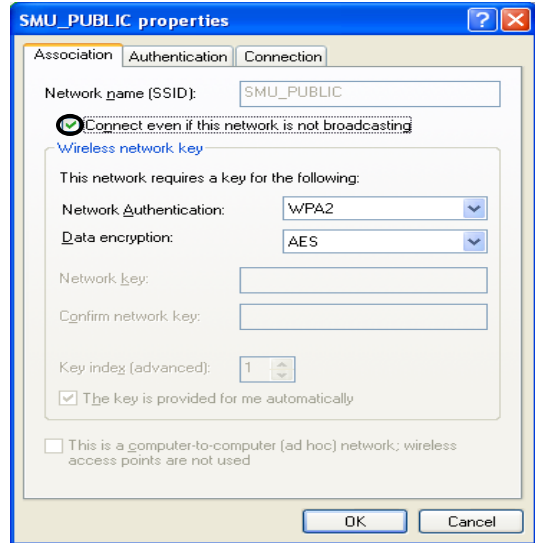 SMU_PUBLIC properties
Association Authentication Connection
Network name (SSID): SMU_PUBLIC
Connect even if this network is not broadcasting
Wireless network key
This network requires a key for the following:
Network Authentication: WPA2
Data encryption: AES
Network key:
Confirm network key:
Key index (advanced): 1
The key is provided for me automatically
This is a computer-to-computer (ad hoc) network; wireless
access points are not used
OK Cancel